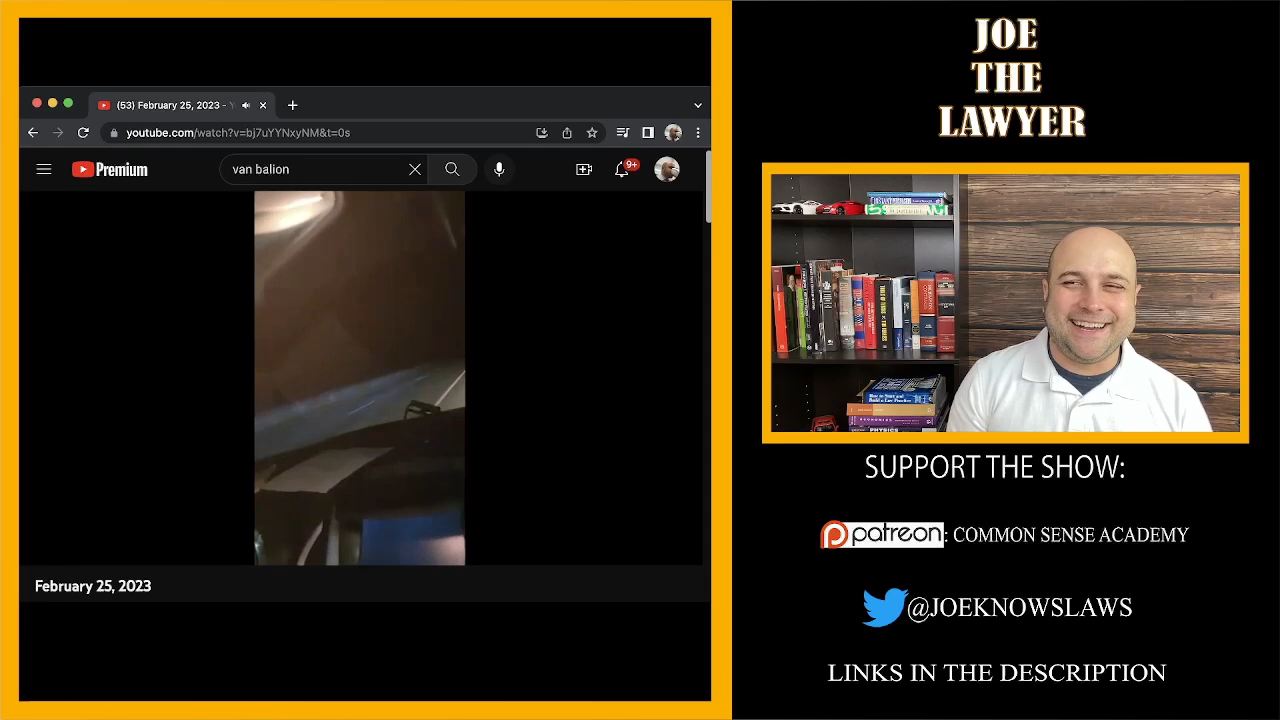 (53) February 25, 2023 -
youtube.com/watch?v=bj7uYYNxyNM&t=0s
Premium
van balion
9+
February 25, 2023
JOE
THE
LAWYER
PHYSICS
SUPPORT THE SHOW:
patreon: COMMON SENSE ACADEMY
@JOEKNOWSLAWS
LINKS IN THE DESCRIPTION